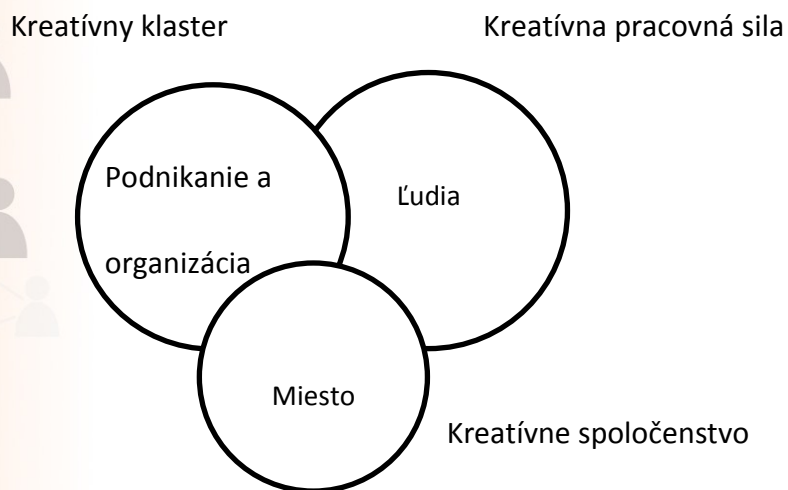 Kreatívny klaster
Kreatívna pracovná sila
Podnikanie a
organizácia
Ľudia
Miesto
Kreatívne spoločenstvo